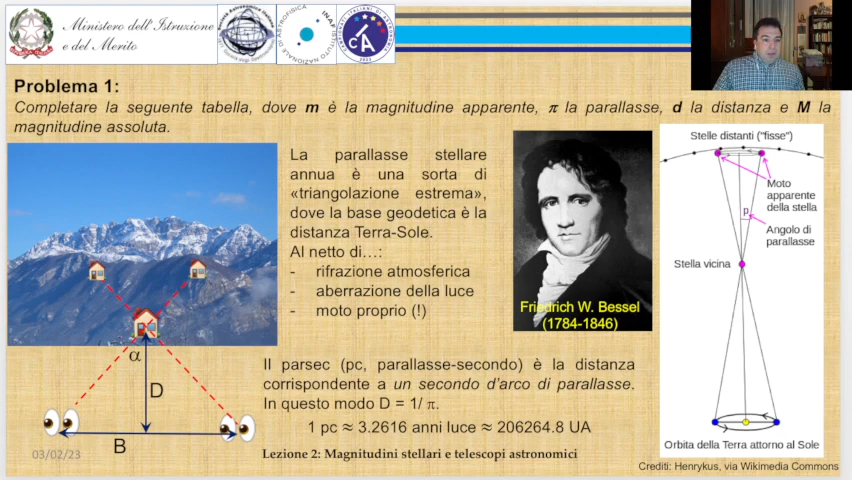 Ministero dell'Istruzione
e del Merito
Problema 1:
Completare la seguente tabella, dove m è la magnitudine apparente, π la parallasse, d la distanza e M la
magnitudine assoluta.
La parallasse stellare
annua è una sorta di
«triangolazione estrema»,
dove la base geodetica è la
distanza Terra-Sole.
Al netto di…:
- rifrazione atmosferica
- aberrazione della luce
- moto proprio (!)
Friedrich W. Bessel
(1784-1846)
Stelle distanti ("fisse")
Moto
apparente
della stella
p
Angolo di
parallasse
Stella vicina
Orbita della Terra attorno al Sole
α
D
B
Il parsec (pc, parallasse-secondo) è la distanza
corrispondente a un secondo d'arco di parallasse.
In questo modo D = 1/ π.
1 pc ≈ 3.2616 anni luce ≈ 206264.8 UA
03/02/23
Lezione 2: Magnitudini stellari e telescopi astronomici
Crediti: Henrykus, via Wikimedia Commons